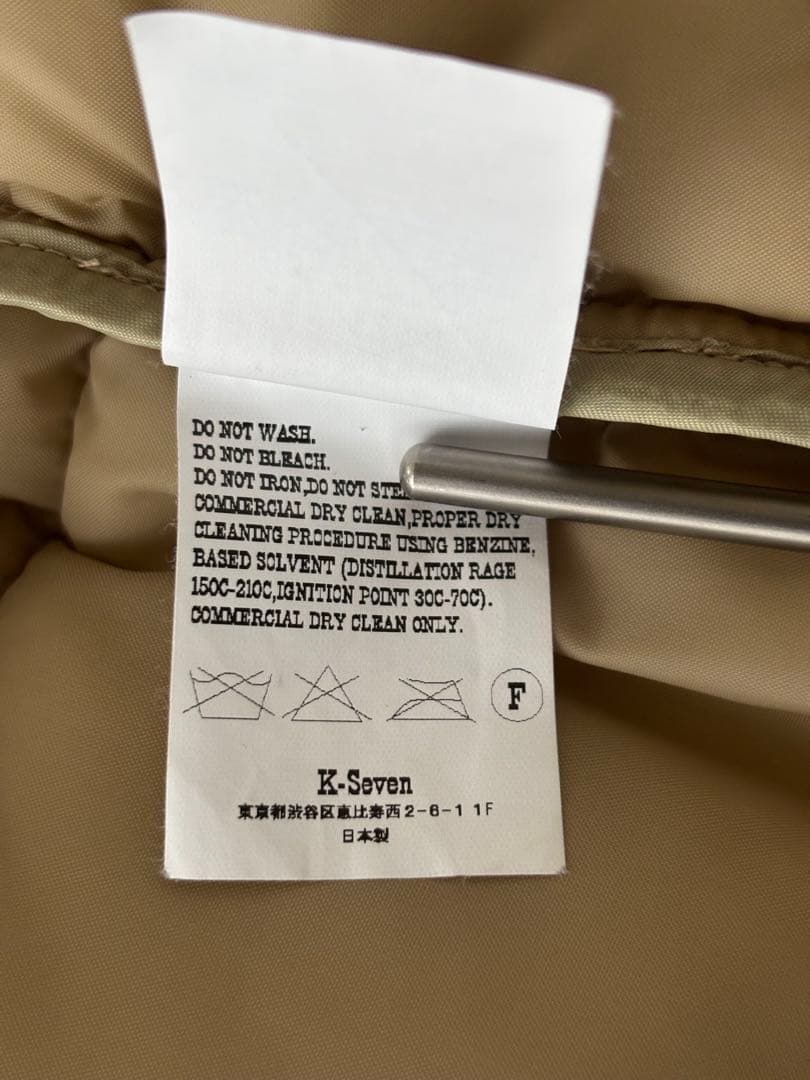 DO NOT WASH.
DO NOT BLEACH.
DO NOT IRON,DO NOT
COMMERCIAL DRY CLEAN,PROPER DRY
CLEANING PROCEDURE USING BENZINE,
BASED SOLVENT (DISTILLATION RAGE
150C-210C,IGNITION POINT 30C-70C).
COMMERCIAL DRY CLEAN ONLY.
F
K-Seven
東京都渋谷区恵比寿西2-6-1 1F
日本製